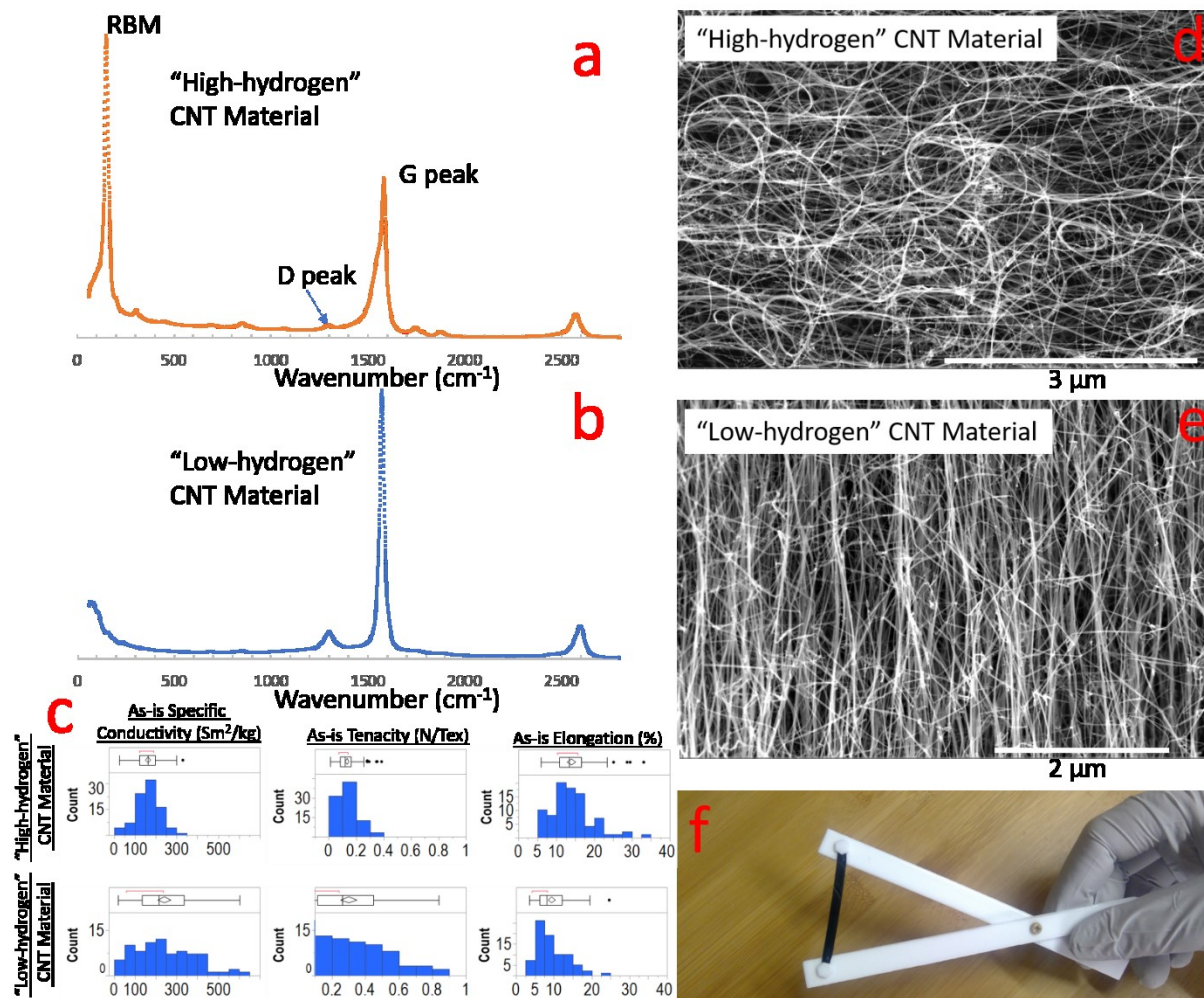 RBM
a
"High-hydrogen"
CNT Material
G peak
D peak
0 500 1000 1500 2000 2500
Wavenumber (cm-1)
b
"Low-hydrogen"
CNT Material
0 500 1000 1500 2000 2500
Wavenumber (cm-1)
c
As-is Specific
Conductivity (Sm2/kg)
As-is Tenacity (N/Tex)
As-is Elongation (%)
"High-hydrogen"
CNT Material
Count
30
15
0 100 300 500
Count
30
0
0 0.2 0.4 0.6 0.8 1
Count
15
5
0 5 10 20 30 40
"Low-hydrogen"
CNT Material
Count
15
0
0 100 300 500
Count
15
0
0.2 0.4 0.6 0.8 1
Count
15
5
0 5 10 20 30 40
"High-hydrogen" CNT Material
d
3 µm
"Low-hydrogen" CNT Material
e
2 µm
f